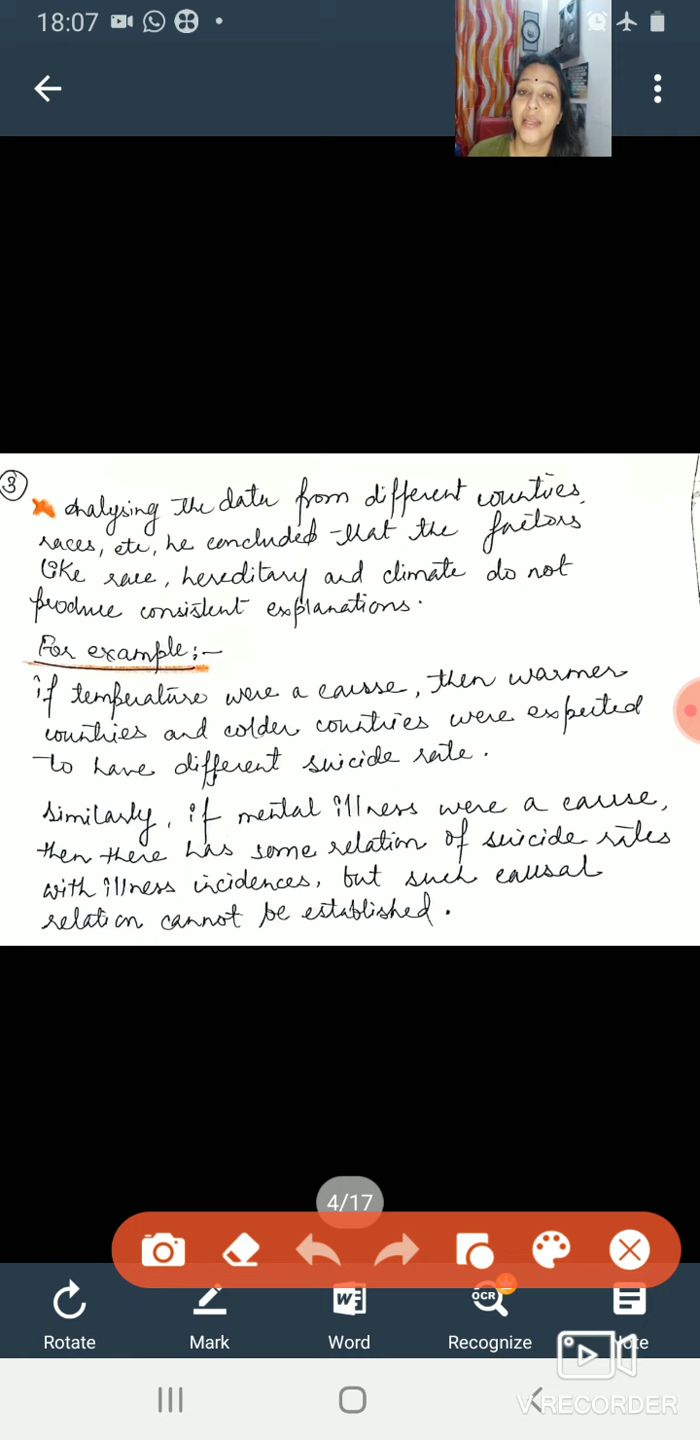 18:07
3
Analysing the data from different countries,
races, etc, he concluded that the factors
like race, hereditary and climate do not
produce consistent explanations.
For example:-
if temperature were a causse, then warmer
countries and colder countries were expected
to have different suicide rate.
Similarly, if mental illness were a cause,
then there has some relation of suicide rates
with illness incidences, but such causal
relation cannot be established.
4/17
W
OCR
Rotate Mark Word Recognize Note
V RECORDER